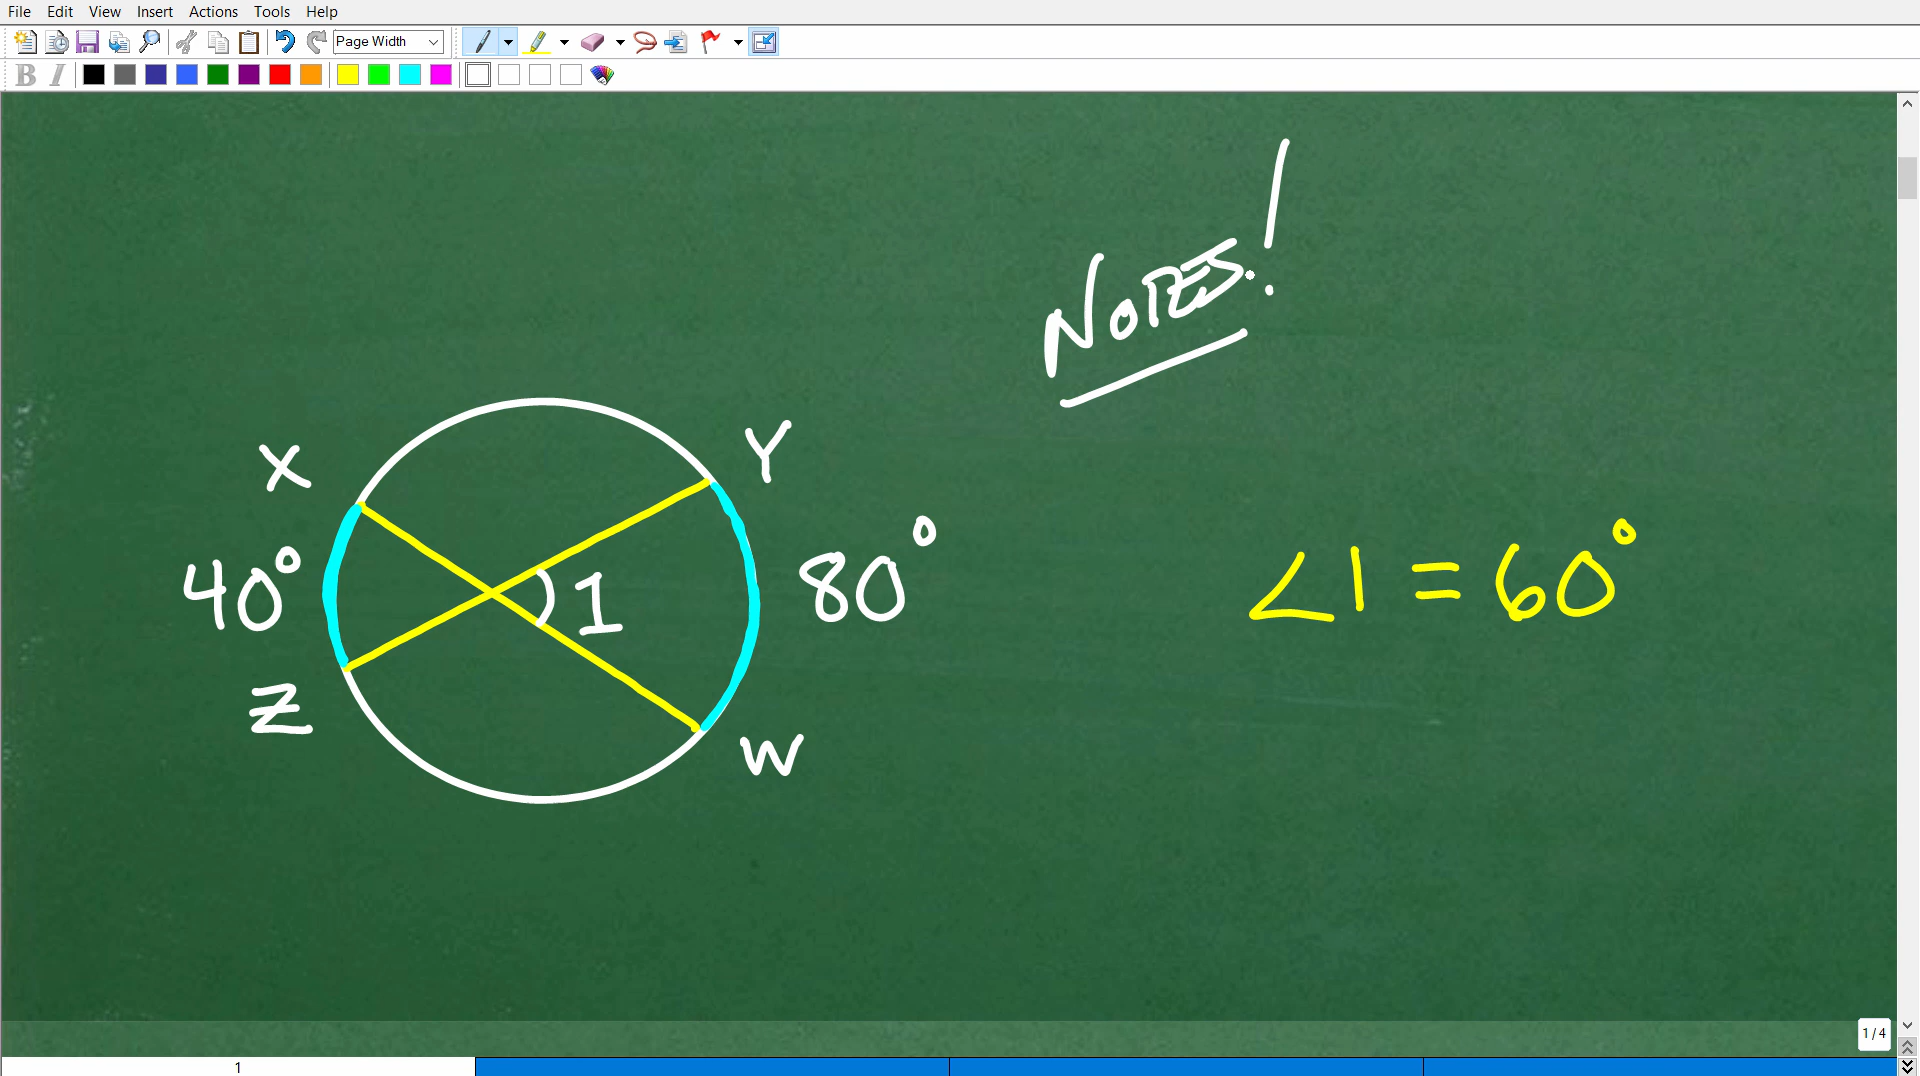 File Edit View Insert Actions Tools Help
Page Width
B I
NOTES!
X
Y
40°
1
80°
∠1 = 60°
Z
W
1 / 4
1